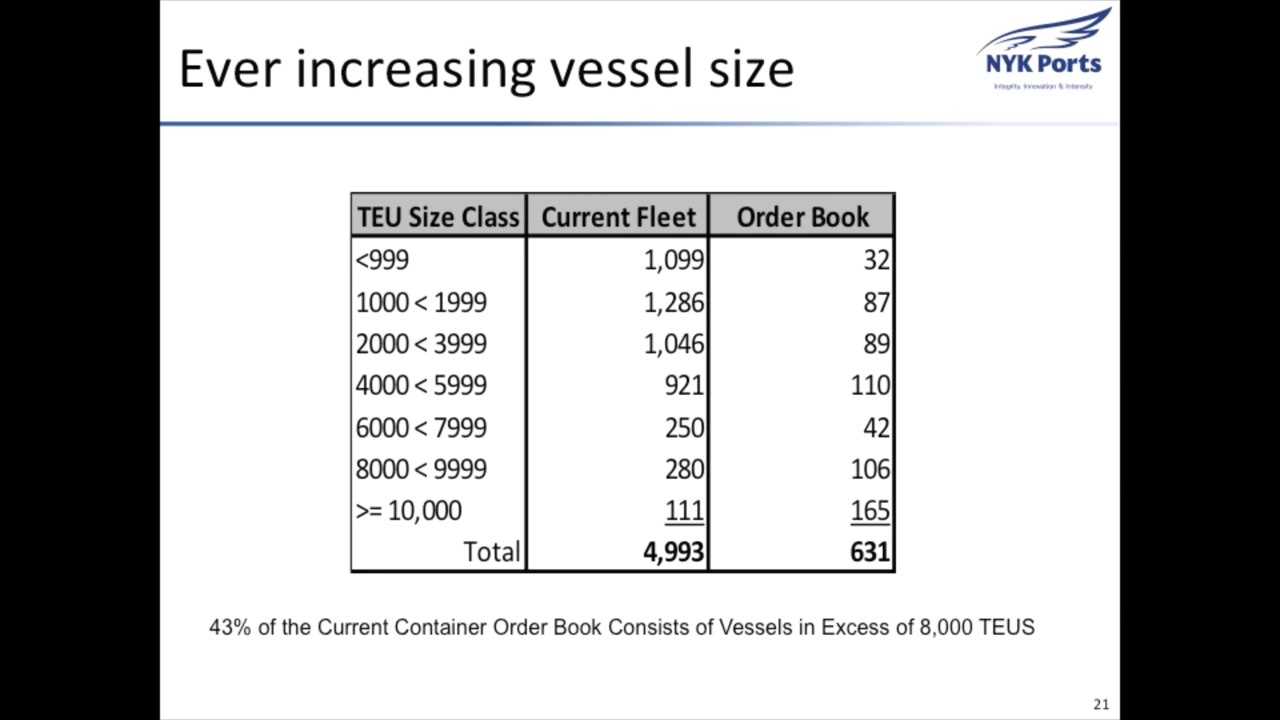 Ever increasing vessel size
NYK Ports
Integrity, Innovation & Intensity
TEU Size Class Current Fleet Order Book
<999 1,099 32
1000 < 1999 1,286 87
2000 < 3999 1,046 89
4000 < 5999 921 110
6000 < 7999 250 42
8000 < 9999 280 106
>= 10,000 111 165
Total 4,993 631
43% of the Current Container Order Book Consists of Vessels in Excess of 8,000 TEUS
21